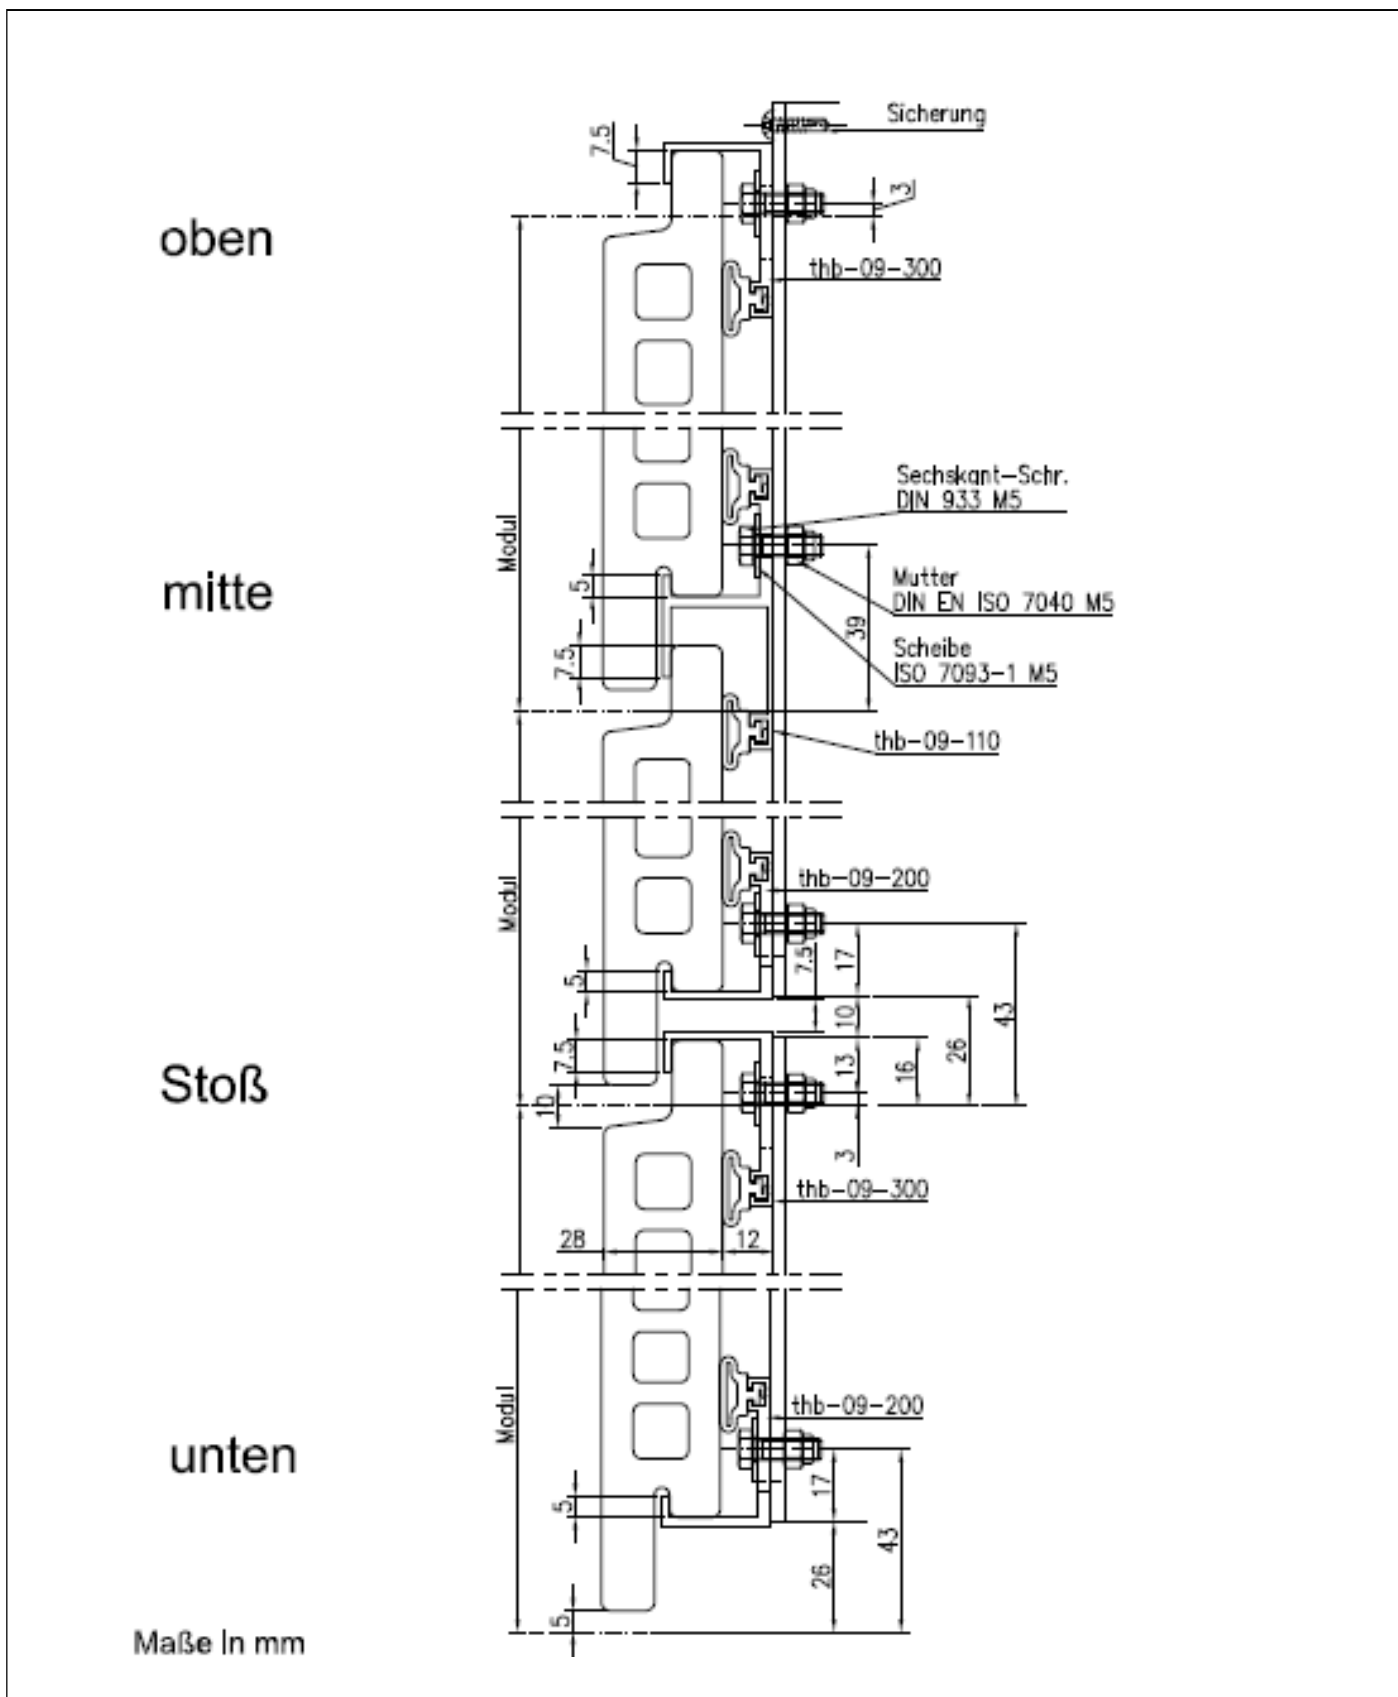 Sicherung
7.5
3
oben
thb-09-300
Sechskant-Schr.
DIN 933 M5
Modul
mitte
5
Mutter
DIN EN ISO 7040 M5
39
7.5
Scheibe
ISO 7093-1 M5
thb-09-110
thb-09-200
Modul
7.5
17
5
10
43
26
7.5
13
16
Stoß
10
3
thb-09-300
28
12
Modul
thb-09-200
unten
17
5
43
26
5
Maße In mm